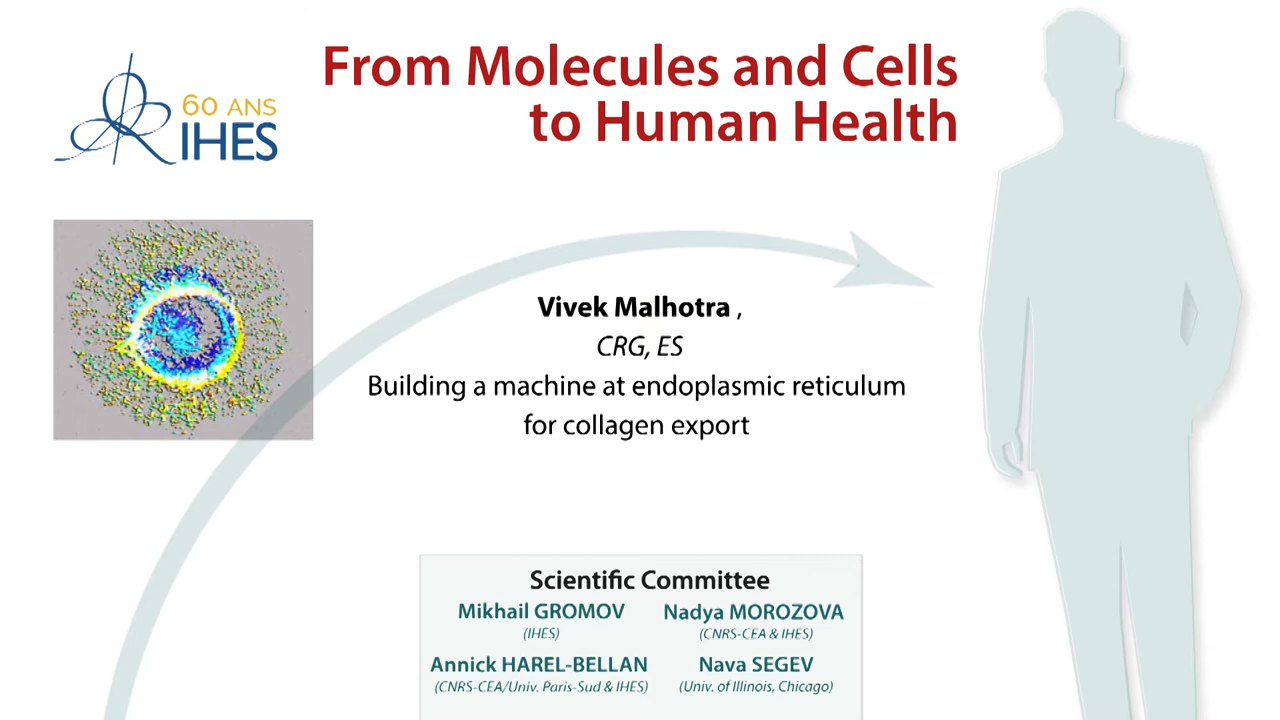 From Molecules and Cells
to Human Health
60 ANS
IHES
Vivek Malhotra ,
CRG, ES
Building a machine at endoplasmic reticulum
for collagen export
Scientific Committee
Mikhail GROMOV
(IHES)
Nadya MOROZOVA
(CNRS-CEA & IHES)
Annick HAREL-BELLAN
(CNRS-CEA/Univ. Paris-Sud & IHES)
Nava SEGEV
(Univ. of Illinois, Chicago)